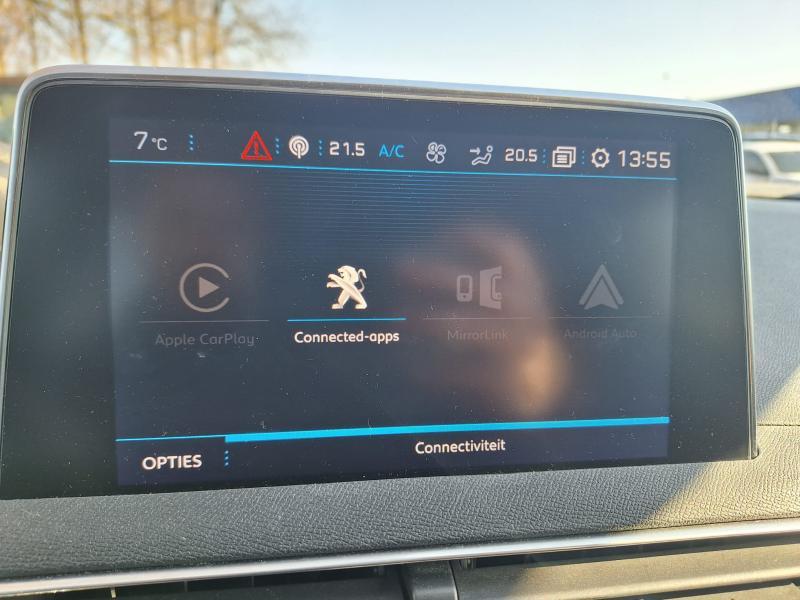 7°C 21.5 A/C 20.5 13:55
Apple CarPlay Connected-apps MirrorLink Android Auto
OPTIES Connectiviteit